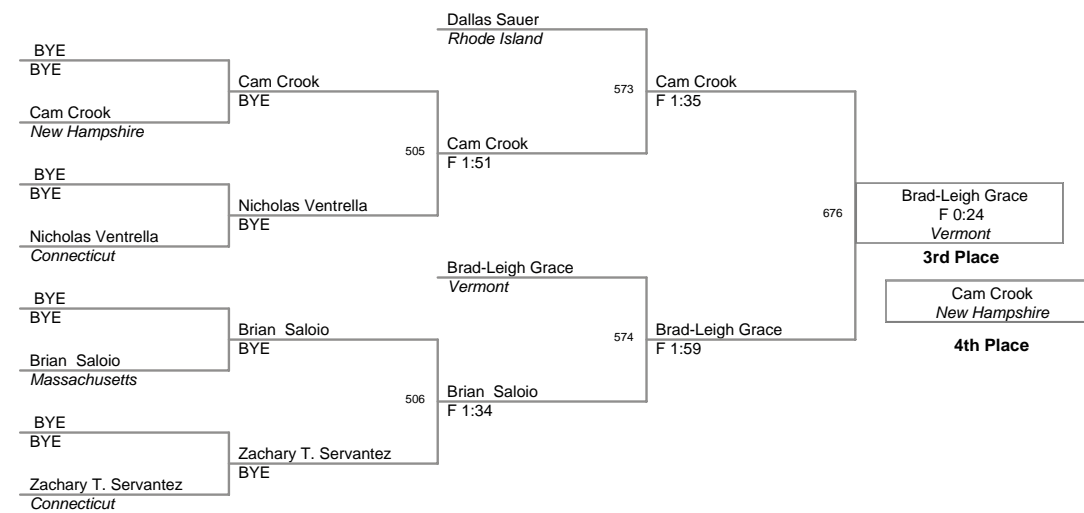 BYE
BYE
Cam Crook
New Hampshire
BYE
BYE
Nicholas Ventrella
Connecticut
BYE
BYE
Brian  Saloio
Massachusetts
BYE
BYE
Zachary T. Servantez
Connecticut
Cam Crook
BYE
Nicholas Ventrella
BYE
Brian  Saloio
BYE
Zachary T. Servantez
BYE
505
506
Dallas Sauer
Rhode Island
Cam Crook
F 1:51
Brad-Leigh Grace
Vermont
Brian  Saloio
F 1:34
573
574
Cam Crook
F 1:35
Brad-Leigh Grace
F 1:59
676
Brad-Leigh Grace
F 0:24
Vermont
3rd Place
Cam Crook
New Hampshire
4th Place